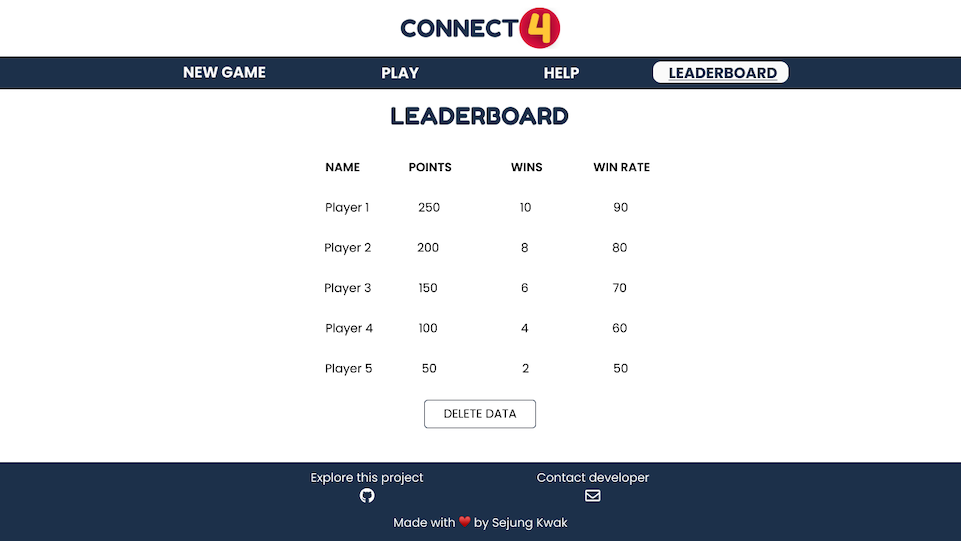 CONNECT4
NEW GAME PLAY HELP LEADERBOARD
LEADERBOARD
NAME POINTS WINS WIN RATE
Player 1 250 10 90
Player 2 200 8 80
Player 3 150 6 70
Player 4 100 4 60
Player 5 50 2 50
DELETE DATA
Explore this project Contact developer
Made with ❤️ by Sejung Kwak